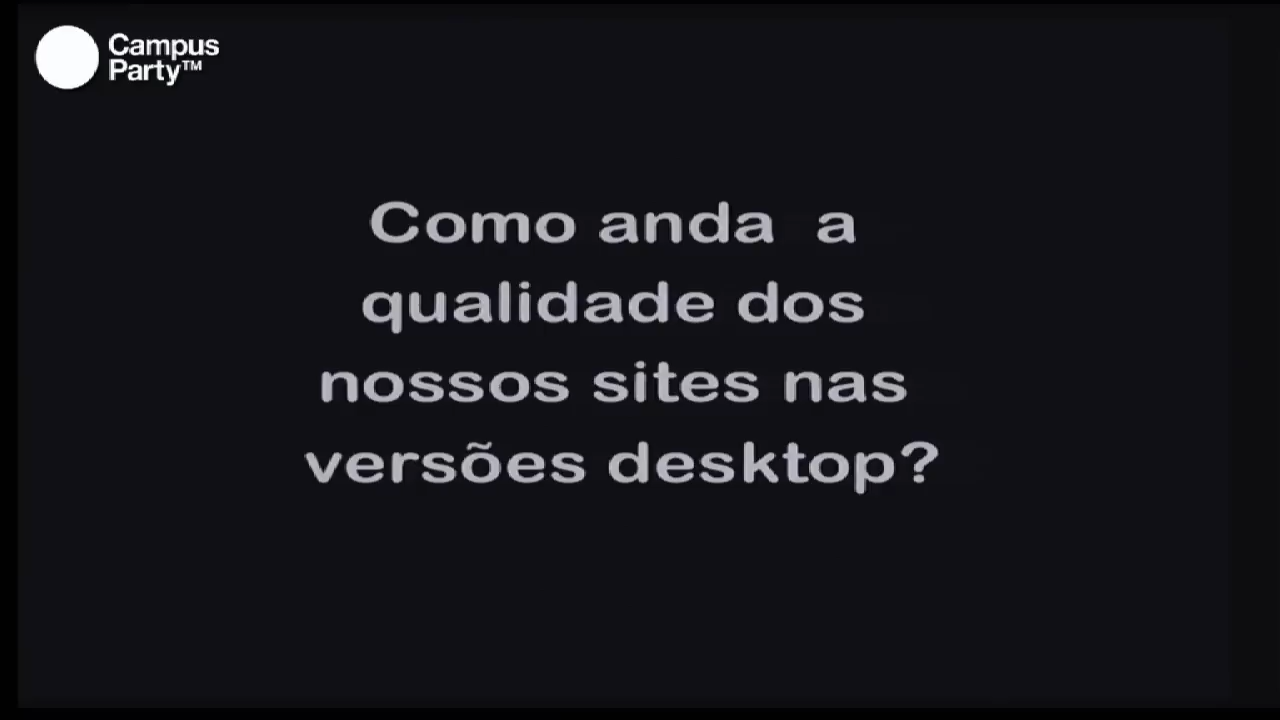 Campus
Party™
Como anda a
qualidade dos
nossos sites nas
versões desktop?